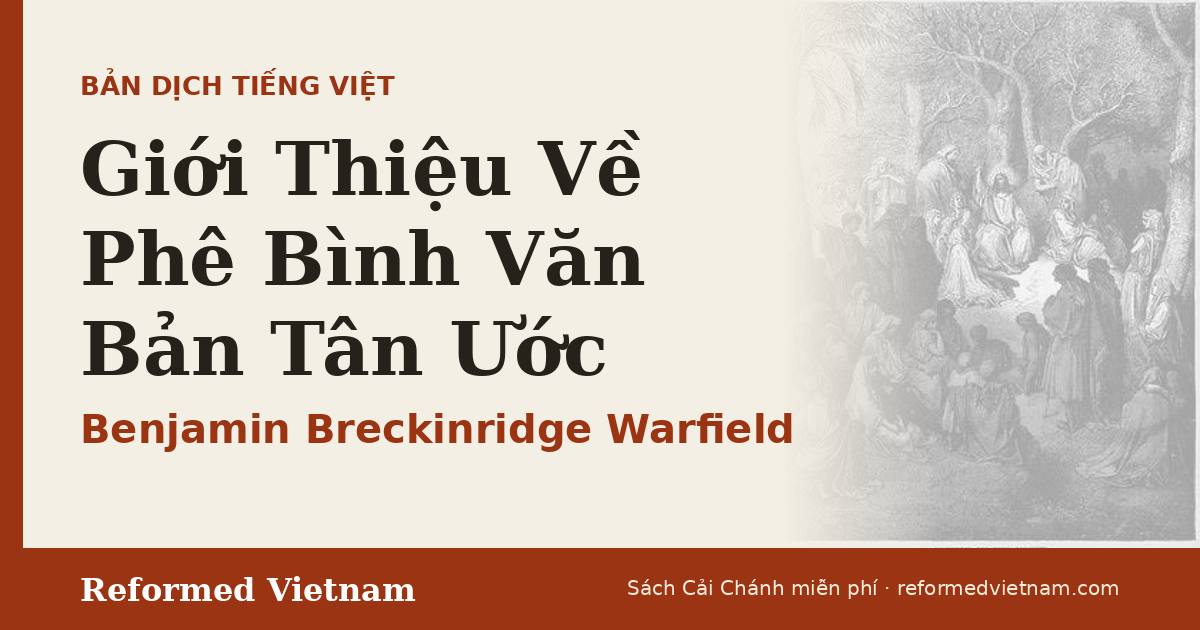 BẢN DỊCH TIẾNG VIỆT
Giới Thiệu Về
Phê Bình Văn
Bản Tân Ước
Benjamin Breckinridge Warfield
Reformed Vietnam
Sách Cải Chánh miễn phí · reformedvietnam.com